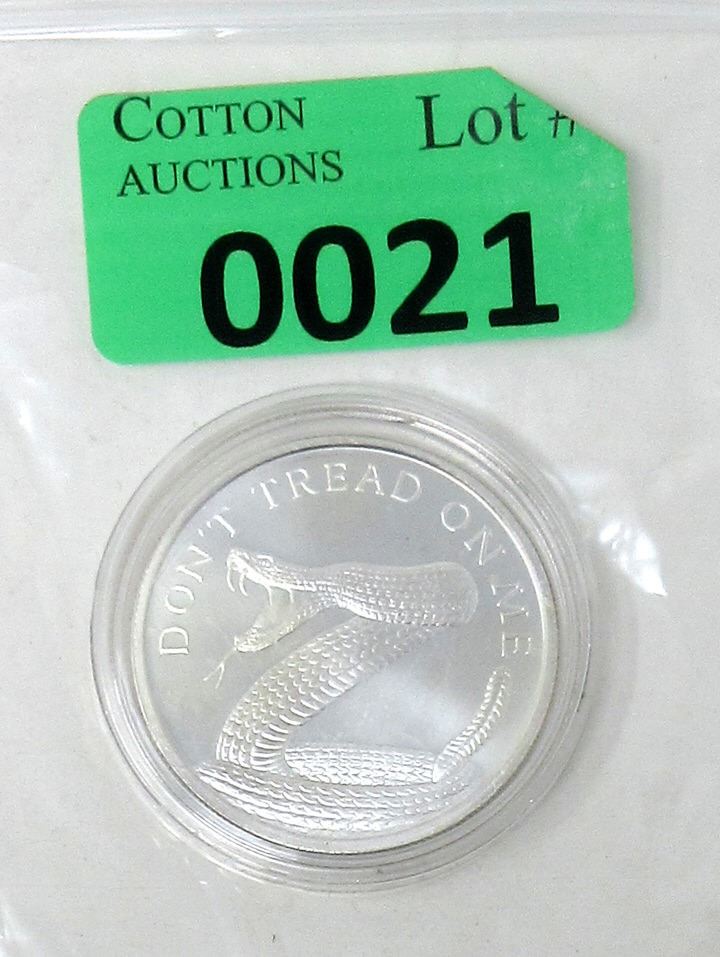 COTTON
AUCTIONS
Lot #
0021
DON'T TREAD ON ME